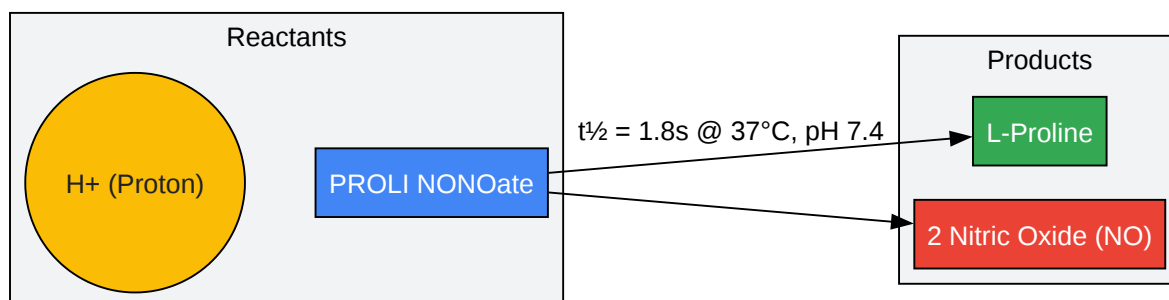 Reactants
H+ (Proton)
PROLI NONOate
t½ = 1.8s @ 37°C, pH 7.4
Products
L-Proline
2 Nitric Oxide (NO)